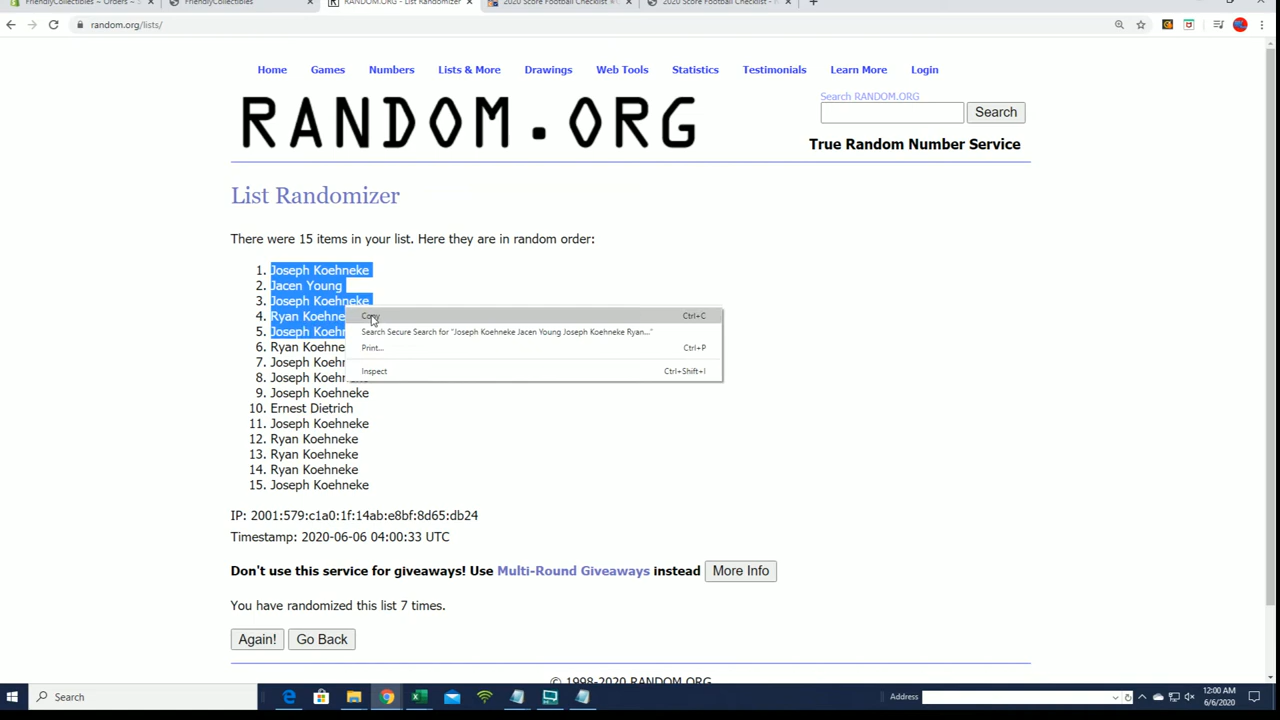 FriendlyCollectibles – Orders – S
FriendlyCollectibles
RANDOM.ORG - List Randomizer
2020 Score Football Checklist
2020 Score Football Checklist
random.org/lists/
Home Games Numbers Lists & More Drawings Web Tools Statistics Testimonials Learn More Login
RANDOM.ORG
Search RANDOM.ORG
Search
True Random Number Service
List Randomizer
There were 15 items in your list. Here they are in random order:
1. Joseph Koehneke
2. Jacen Young
3. Joseph Koehneke
4. Ryan Koehne
5. Joseph Koehn
6. Ryan Koehne
7. Joseph Koeh
8. Joseph Koeh
9. Joseph Koehneke
10. Ernest Dietrich
11. Joseph Koehneke
12. Ryan Koehneke
13. Ryan Koehneke
14. Ryan Koehneke
15. Joseph Koehneke
Copy Ctrl+C
Search Secure Search for "Joseph Koehneke Jacen Young Joseph Koehneke Ryan..."
Print... Ctrl+P
Inspect Ctrl+Shift+I
IP: 2001:579:c1a0:1f:14ab:e8bf:8d65:db24
Timestamp: 2020-06-06 04:00:33 UTC
Don't use this service for giveaways! Use Multi-Round Giveaways instead More Info
You have randomized this list 7 times.
Again! Go Back
© 1998-2020 RANDOM.ORG
Search
Address
12:00 AM
6/6/2020